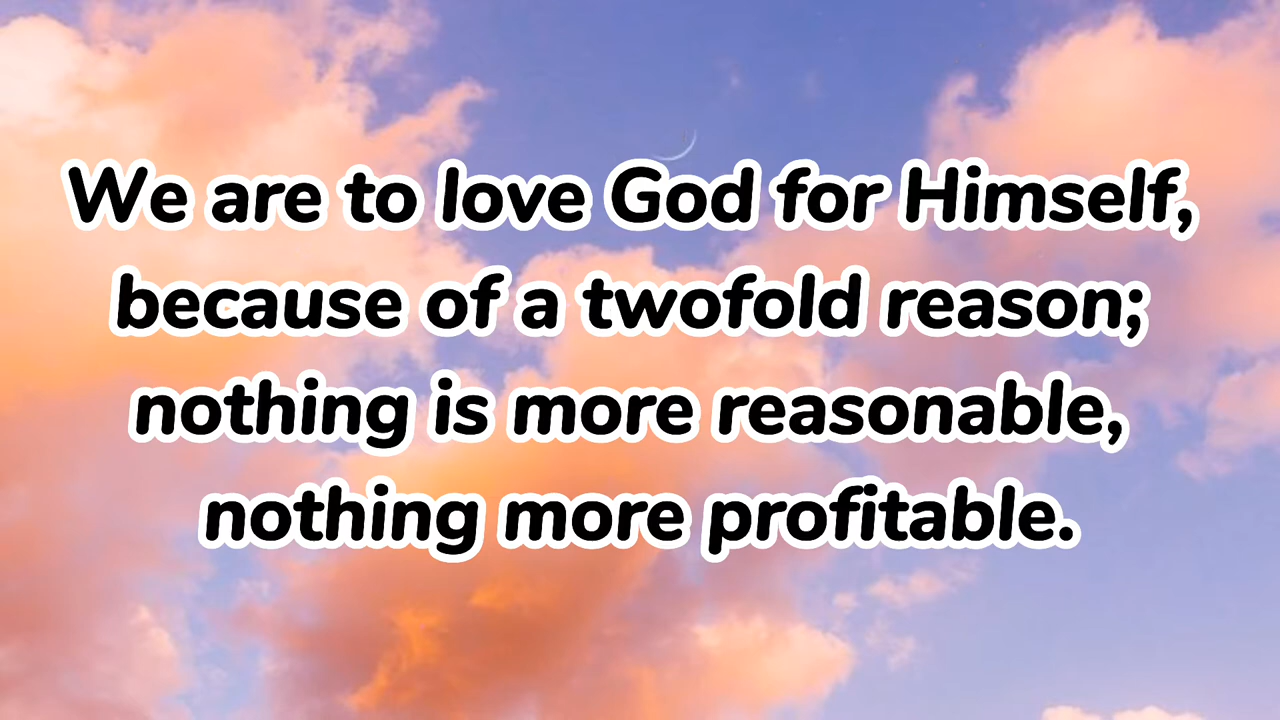 We are to love God for Himself,
because of a twofold reason;
nothing is more reasonable,
nothing more profitable.